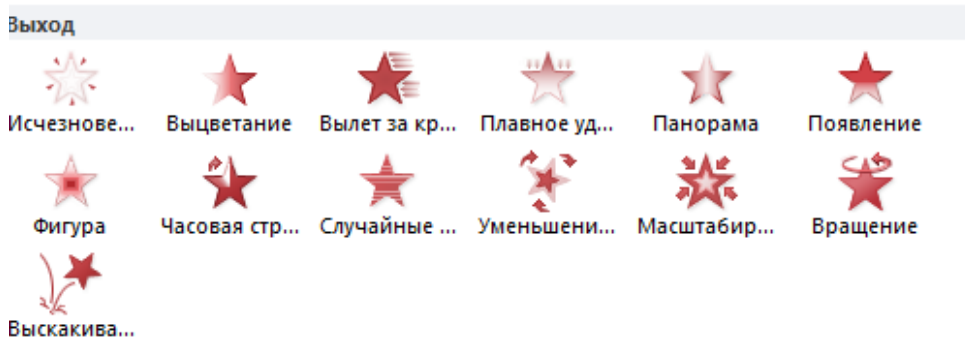 Выход
Исчезнове... Выцветание Вылет за кр... Плавное уд... Панорама Появление
Фигура Часовая стр... Случайные ... Уменьшени... Масштабир... Вращение
Выскакива...